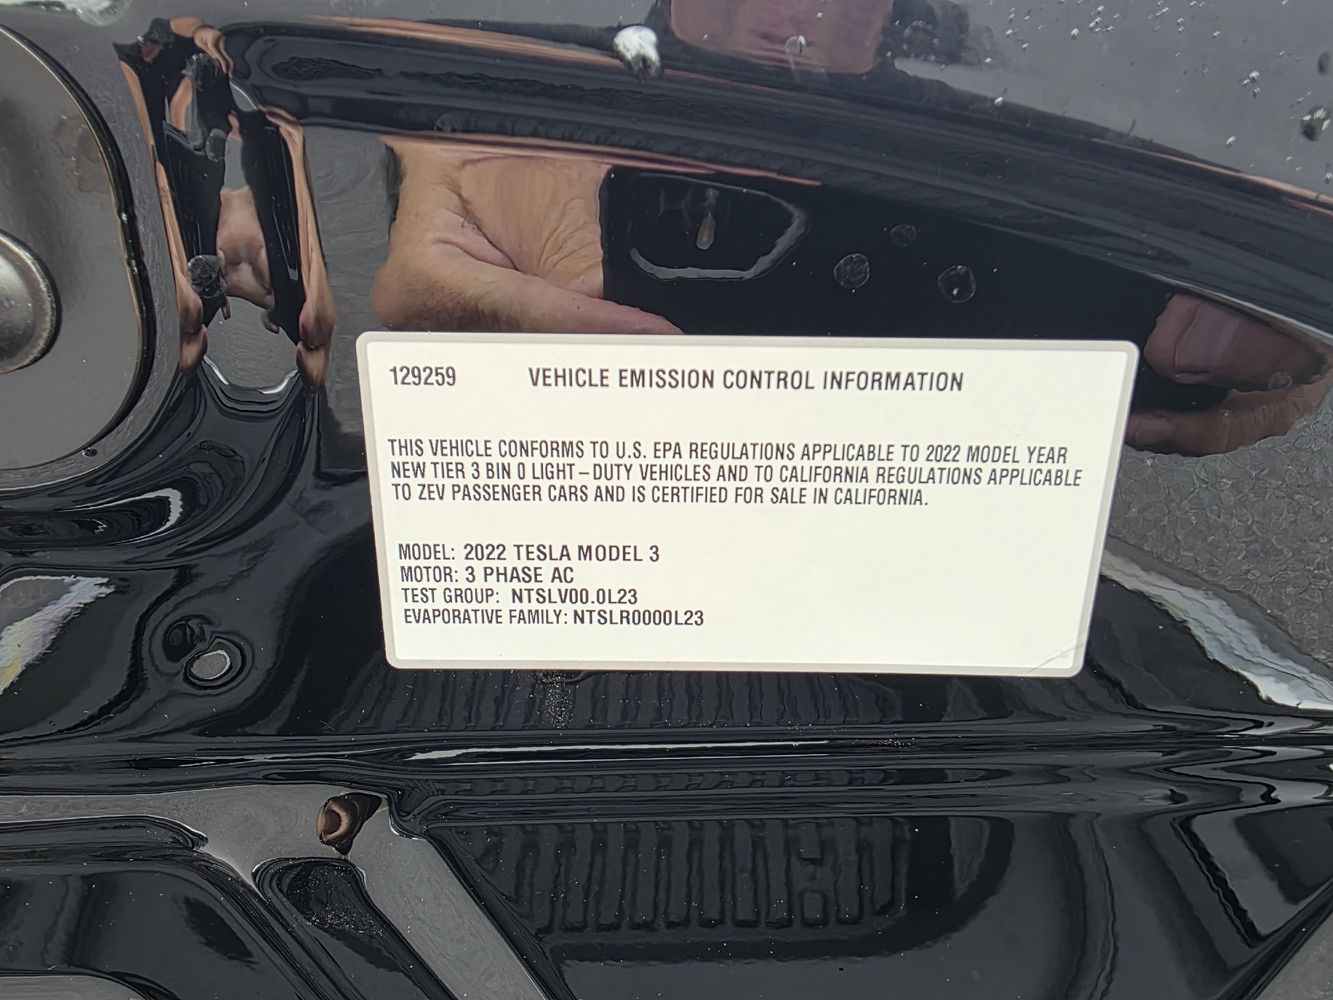 129259 VEHICLE EMISSION CONTROL INFORMATION
THIS VEHICLE CONFORMS TO U.S. EPA REGULATIONS APPLICABLE TO 2022 MODEL YEAR
NEW TIER 3 BIN 0 LIGHT-DUTY VEHICLES AND TO CALIFORNIA REGULATIONS APPLICABLE
TO ZEV PASSENGER CARS AND IS CERTIFIED FOR SALE IN CALIFORNIA.
MODEL: 2022 TESLA MODEL 3
MOTOR: 3 PHASE AC
TEST GROUP: NTSLV00.0L23
EVAPORATIVE FAMILY: NTSLR0000L23